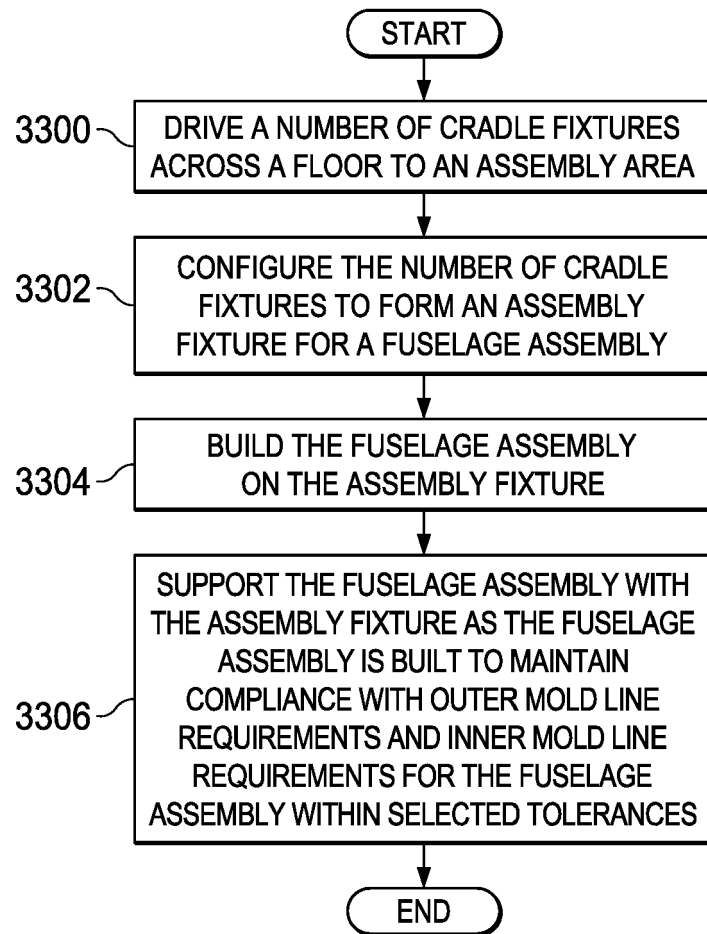 START
3300
DRIVE A NUMBER OF CRADLE FIXTURES
ACROSS A FLOOR TO AN ASSEMBLY AREA
3302
CONFIGURE THE NUMBER OF CRADLE
FIXTURES TO FORM AN ASSEMBLY
FIXTURE FOR A FUSELAGE ASSEMBLY
3304
BUILD THE FUSELAGE ASSEMBLY
ON THE ASSEMBLY FIXTURE
3306
SUPPORT THE FUSELAGE ASSEMBLY WITH
THE ASSEMBLY FIXTURE AS THE FUSELAGE
ASSEMBLY IS BUILT TO MAINTAIN
COMPLIANCE WITH OUTER MOLD LINE
REQUIREMENTS AND INNER MOLD LINE
REQUIREMENTS FOR THE FUSELAGE
ASSEMBLY WITHIN SELECTED TOLERANCES
END